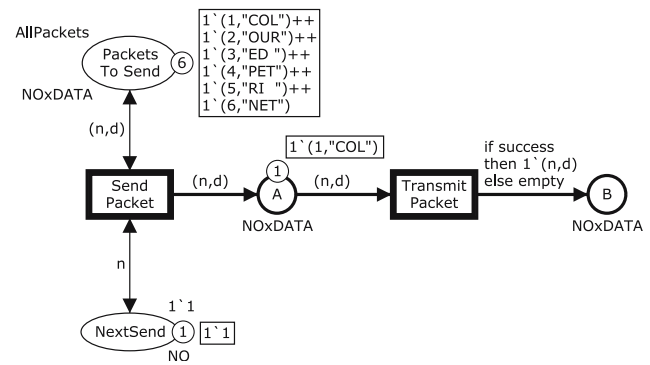 AllPackets
1`(1,"COL")++
1`(2,"OUR")++
1`(3,"ED ")++
1`(4,"PET")++
1`(5,"RI  ")++
1`(6,"NET")
Packets
To Send
6
NOxDATA
(n,d)
1`(1,"COL")
1
if success
then 1`(n,d)
else empty
Send
Packet
(n,d)
A
(n,d)
Transmit
Packet
B
NOxDATA
NOxDATA
n
1`1
NextSend
1
1`1
NO